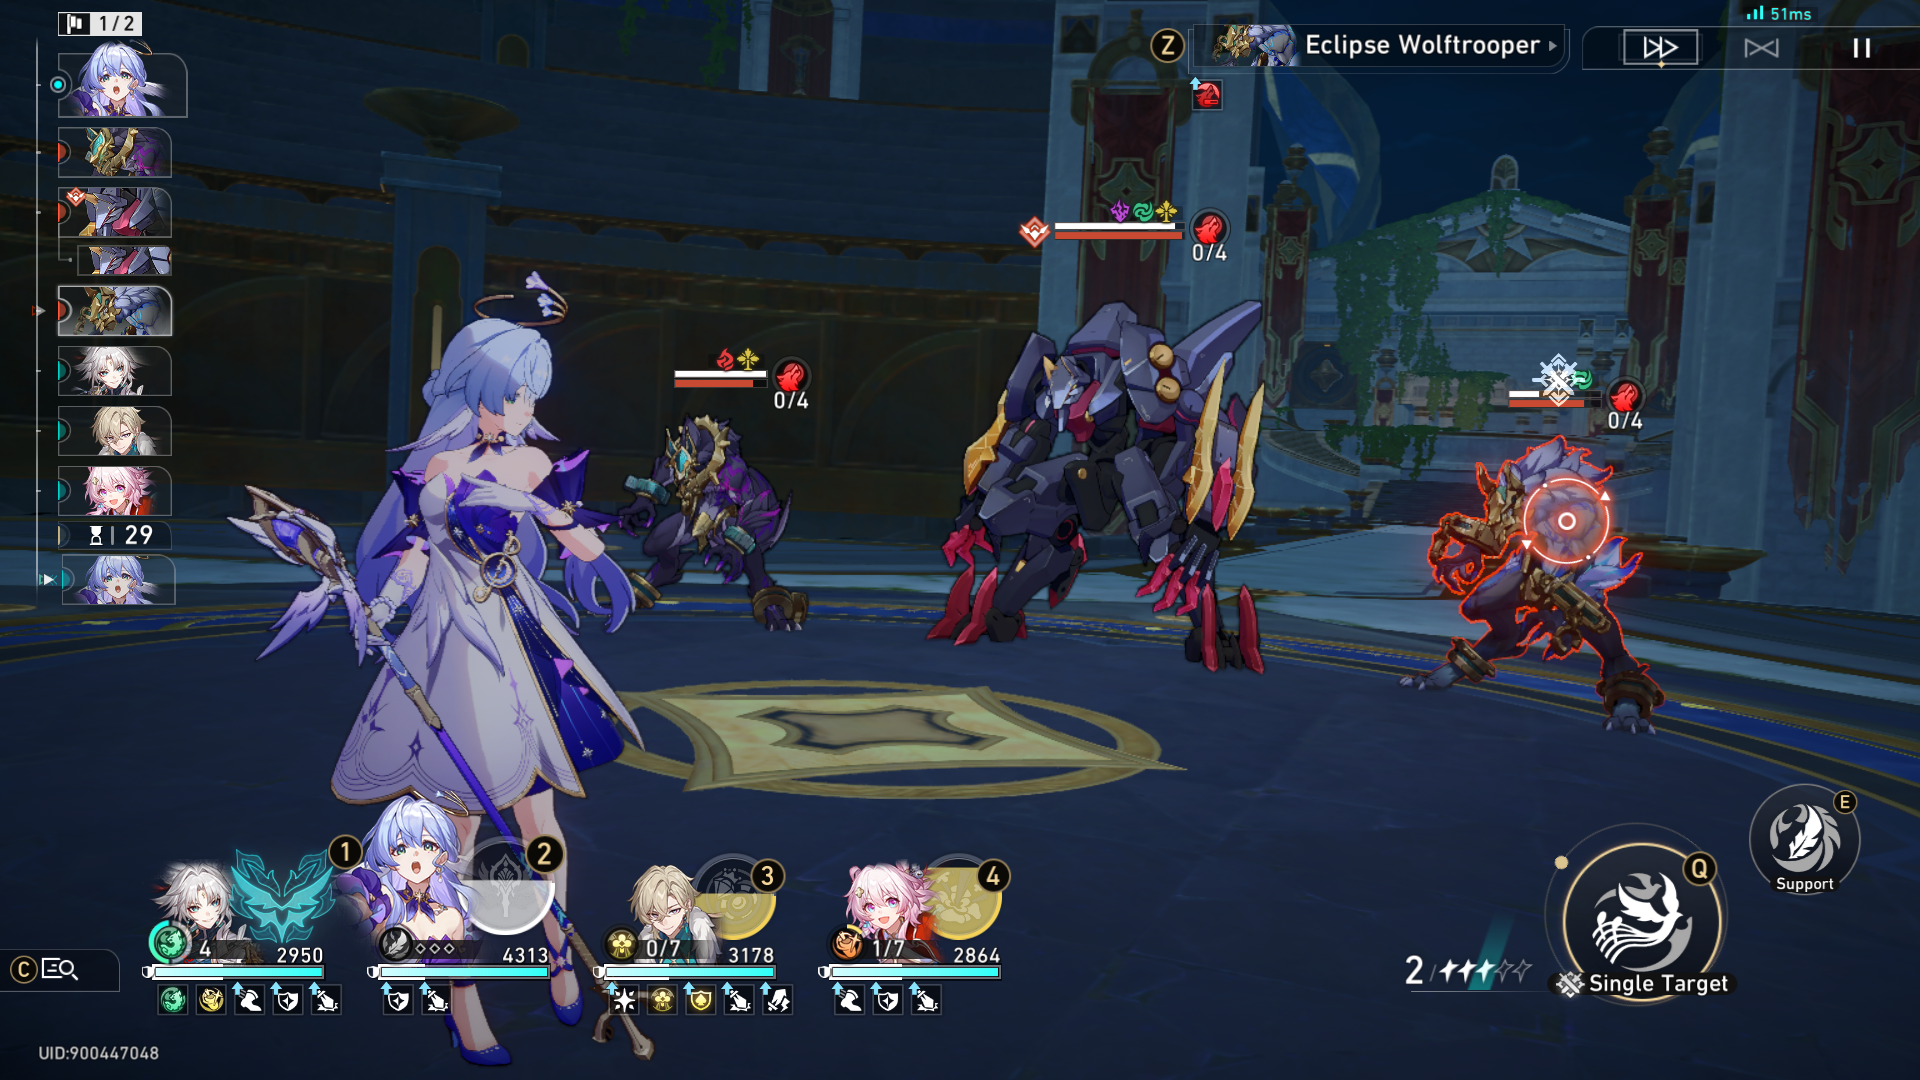 1/2
51ms
Z
Eclipse Wolftrooper
0/4
0/4
0/4
29
E
Support
1
2
3
4
Q
4
2950
4313
0/7
3178
1/7
2864
C
2/
Single Target
UID:900447048